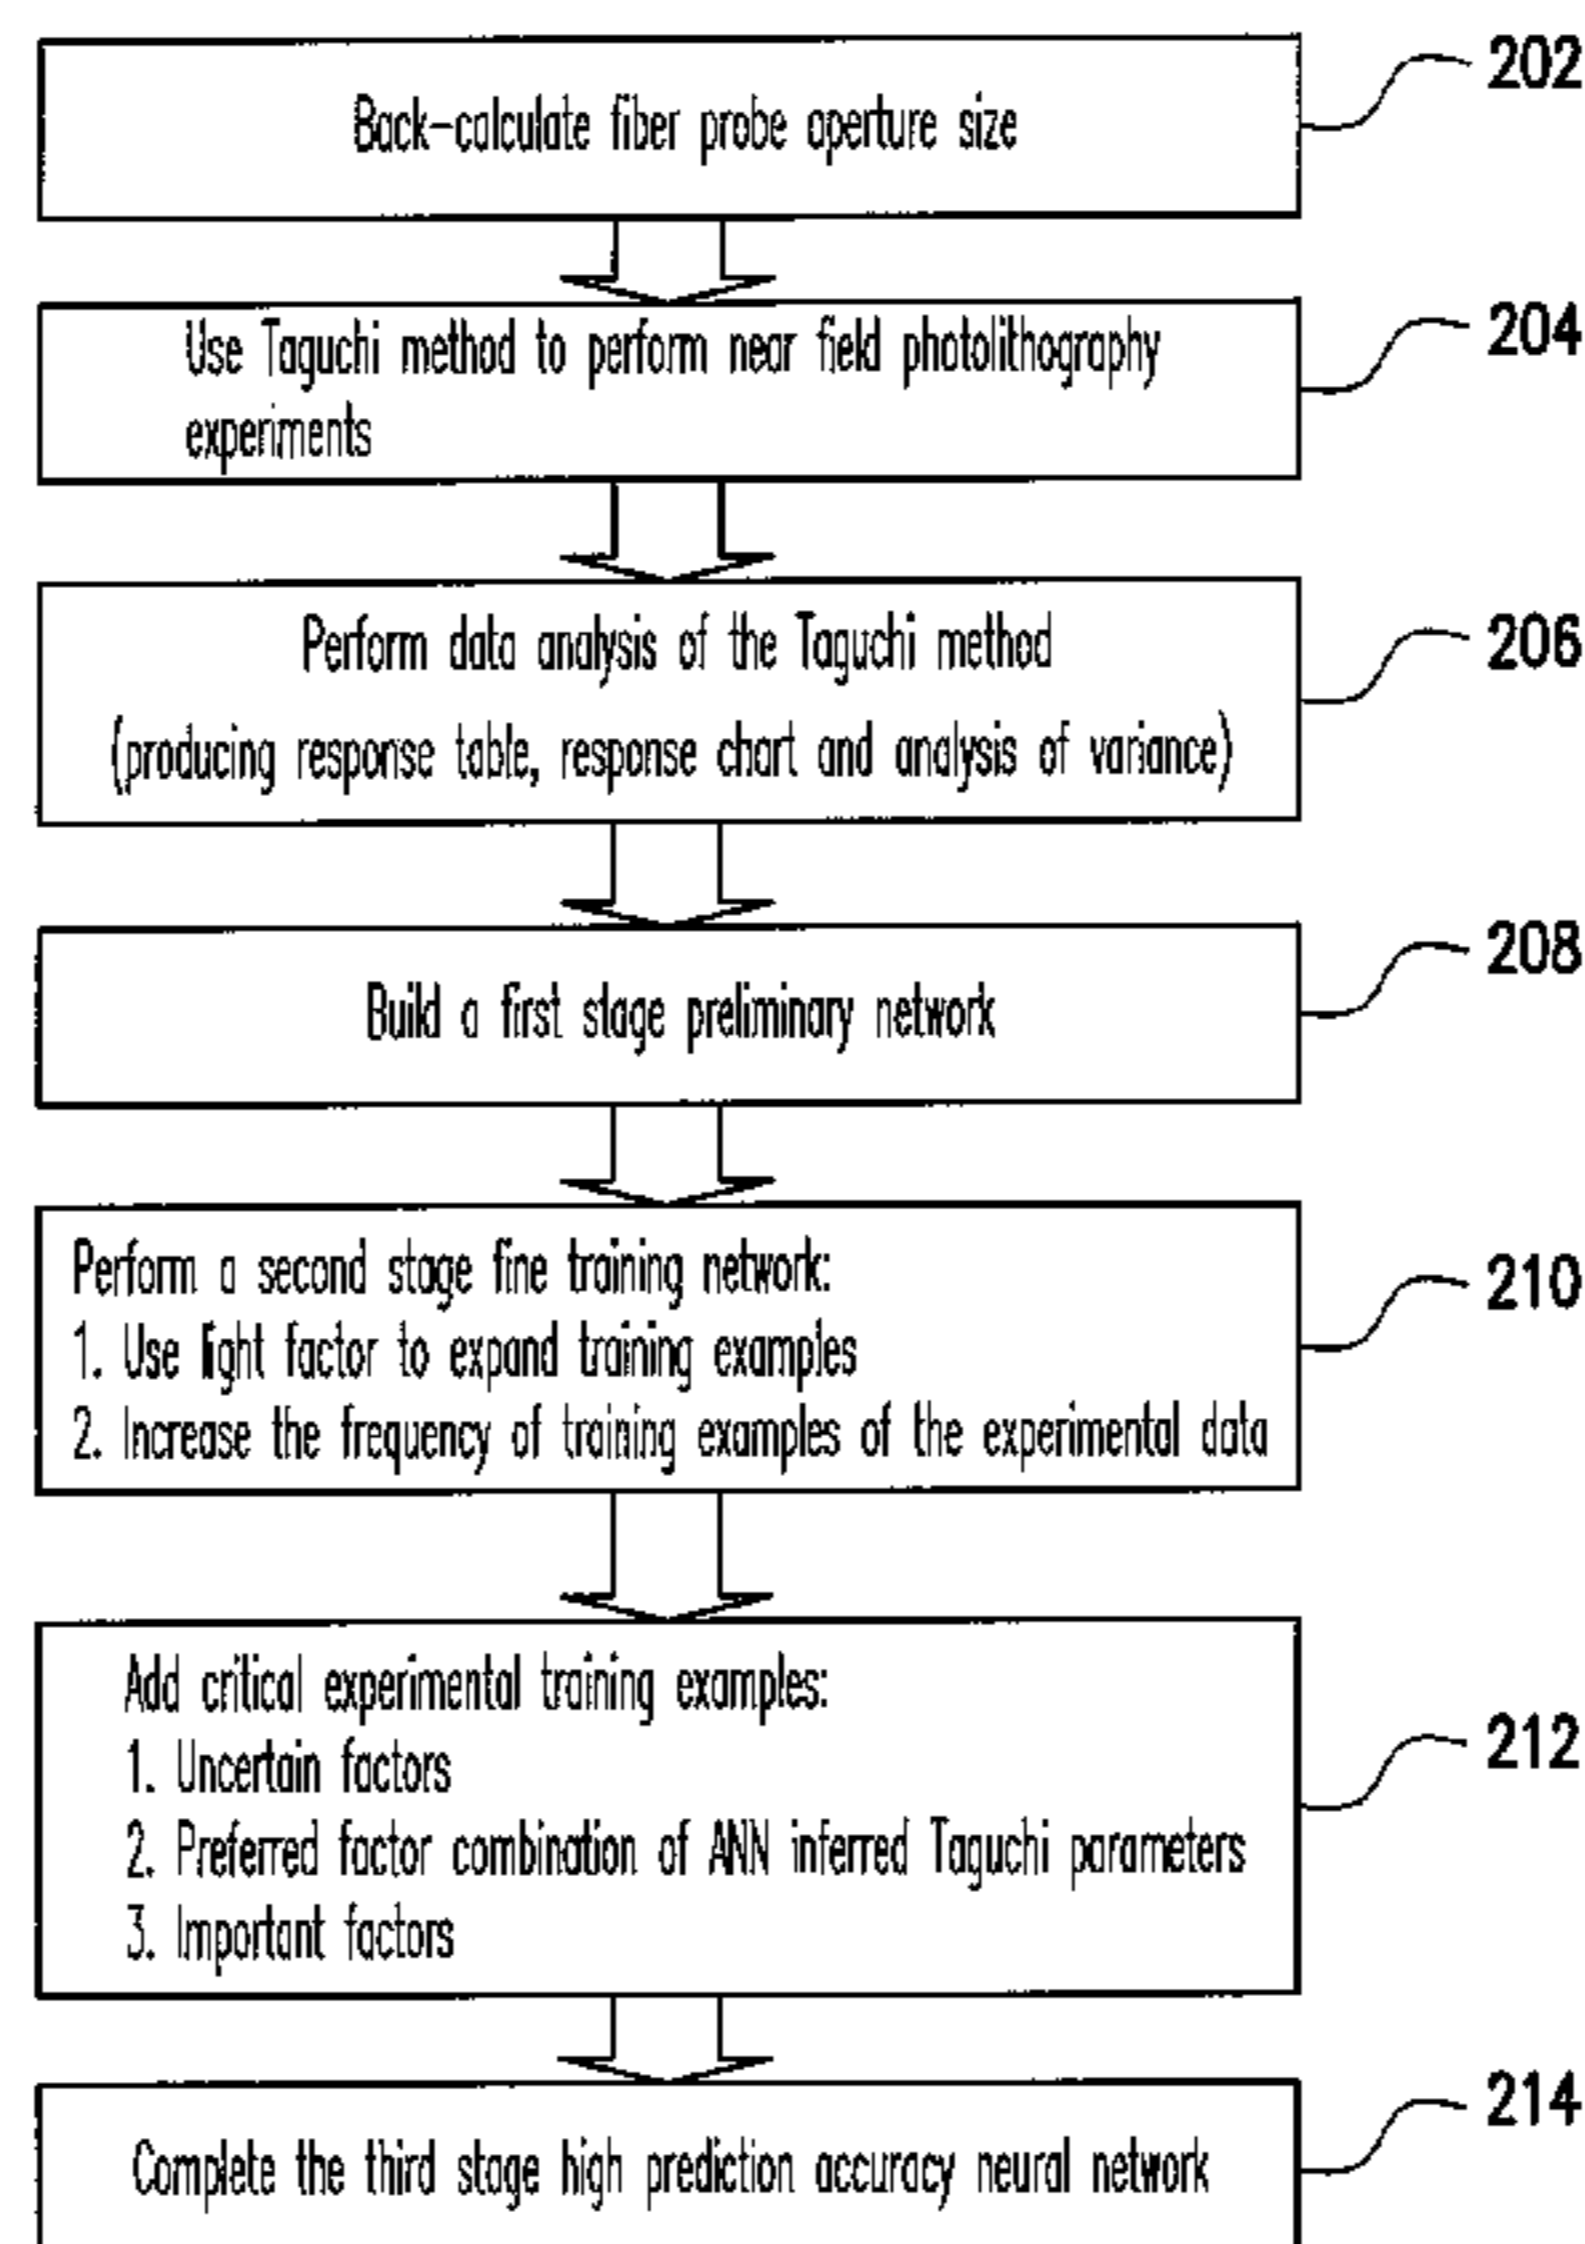 Back-calculate fiber probe aperture size
202
Use Taguchi method to perform near field photolithography
experiments
204
Perform data analysis of the Taguchi method
(producing response table, response chart and analysis of variance)
206
Build a first stage preliminary network
208
Perform a second stage fine training network:
1. Use light factor to expand training examples
2. Increase the frequency of training examples of the experimental data
210
Add critical experimental training examples:
1. Uncertain factors
2. Preferred factor combination of ANN inferred Taguchi parameters
3. Important factors
212
Complete the third stage high prediction accuracy neural network
214